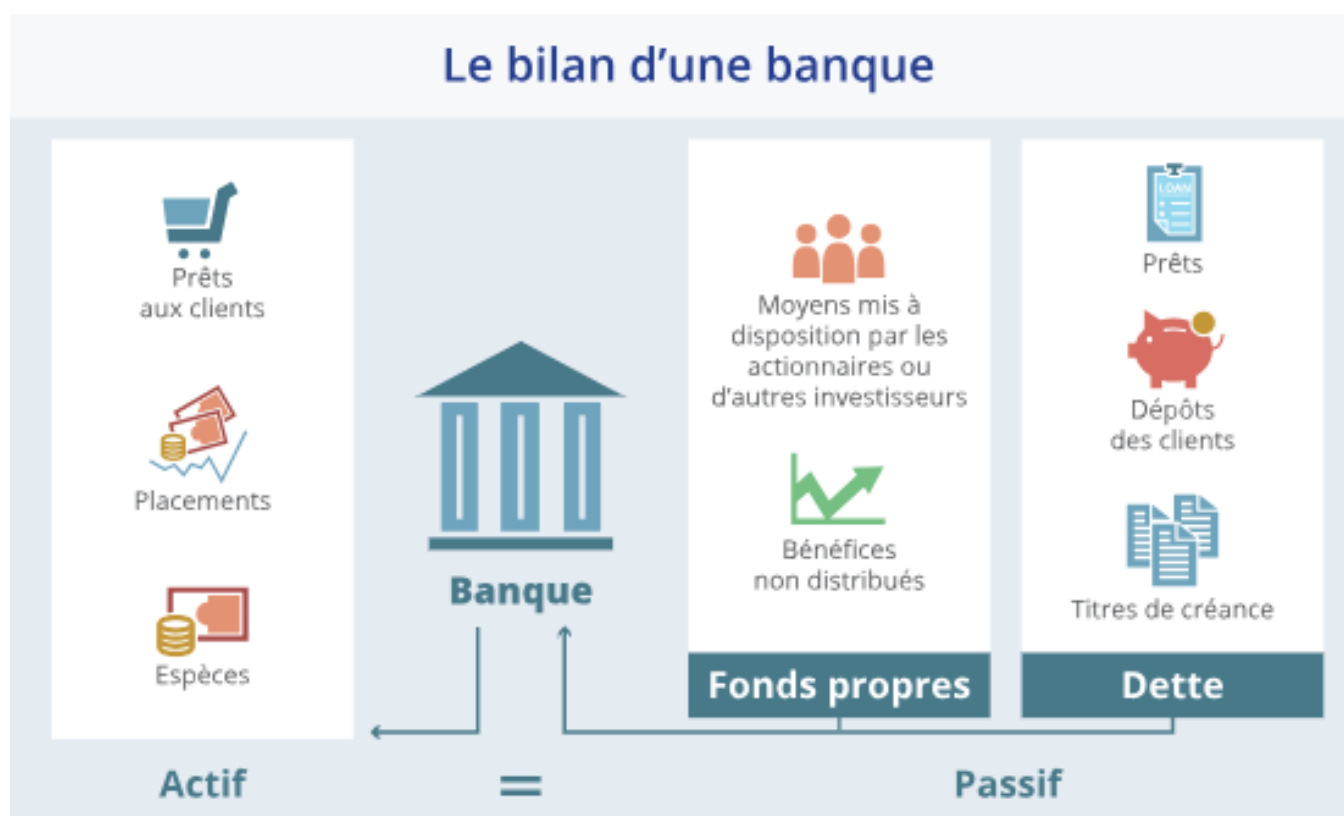 Le bilan d’une banque
Prêts
aux clients
Placements
Espèces
Actif
Banque
=
Moyens mis à
disposition par les
actionnaires ou
d’autres investisseurs
Bénéfices
non distribués
Fonds propres
LOAN
Prêts
Dépôts
des clients
Titres de créance
Dette
Passif